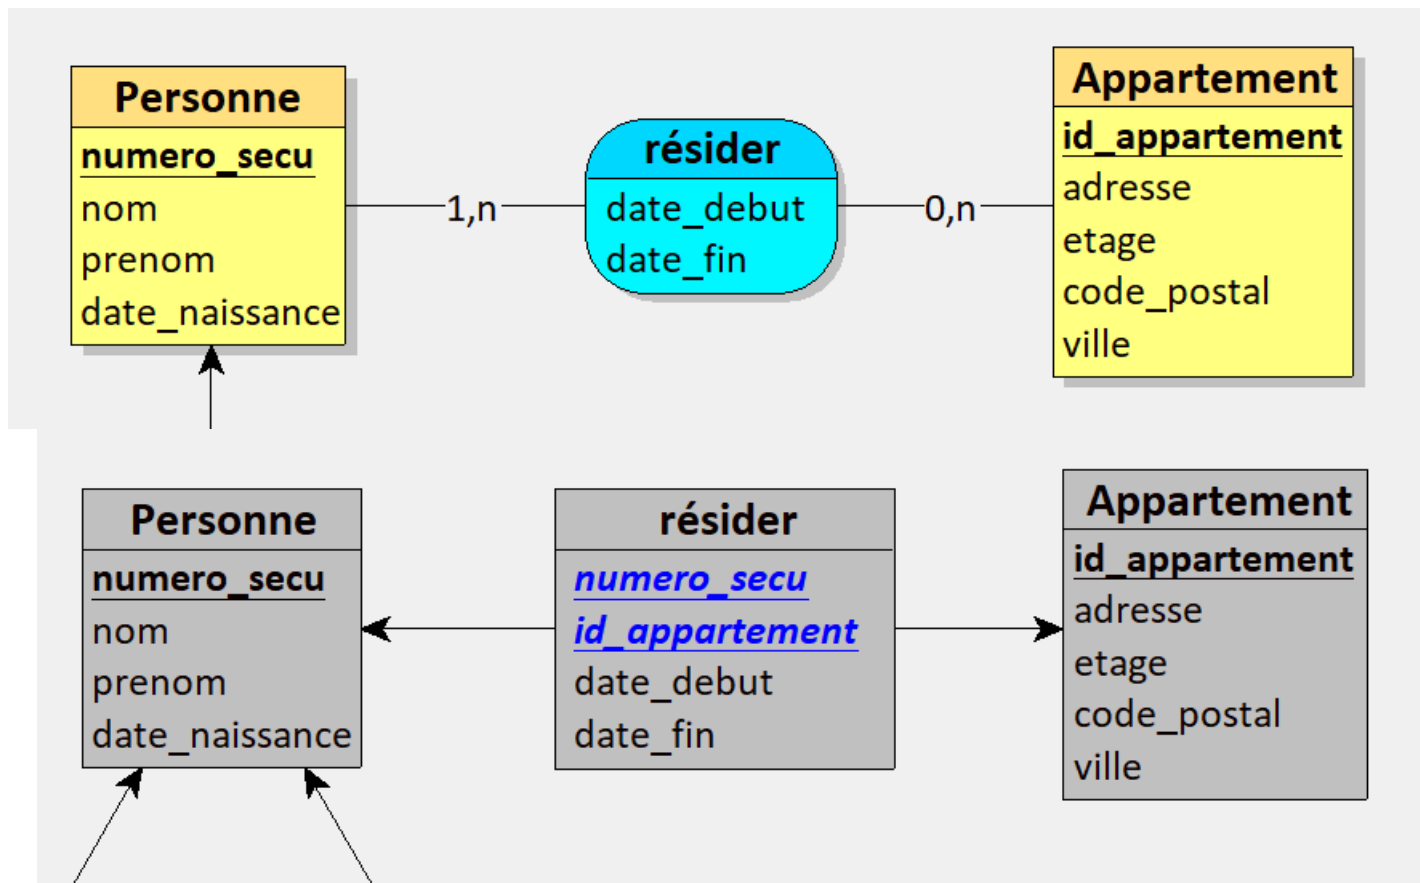 Personne
numero_secu
nom
prenom
date_naissance
1,n
résider
date_debut
date_fin
0,n
Appartement
id_appartement
adresse
etage
code_postal
ville
Personne
numero_secu
nom
prenom
date_naissance
résider
numero_secu
id_appartement
date_debut
date_fin
Appartement
id_appartement
adresse
etage
code_postal
ville